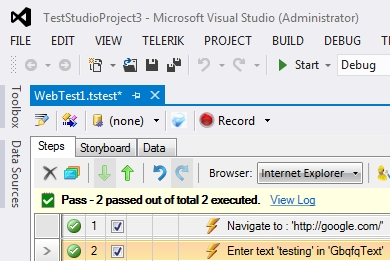 TestStudioProject3 - Microsoft Visual Studio (Administrator)
FILE EDIT VIEW TELERIK PROJECT BUILD DEBUG
Start Debug
Toolbox
Data Sources
WebTest1.tstest*
(none) Record
Steps Storyboard Data
Browser: Internet Explorer
Pass - 2 passed out of total 2 executed. View Log
1 Navigate to : 'http://google.com/'
2 Enter text 'testing' in 'GbqfqText'